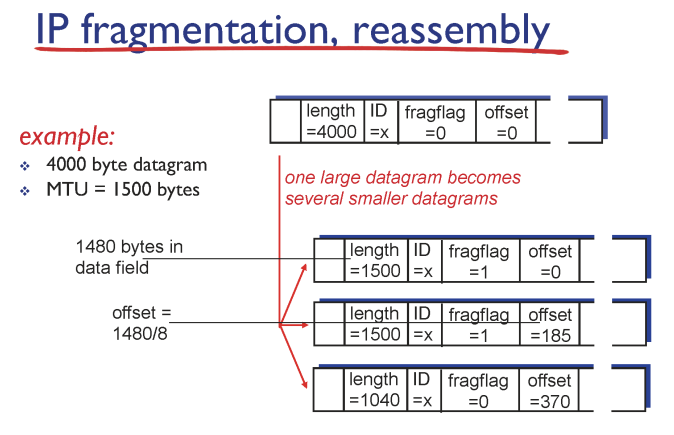 IP fragmentation, reassembly
length ID fragflag offset
=4000 =x =0 =0
example:
❖ 4000 byte datagram
❖ MTU = 1500 bytes
one large datagram becomes
several smaller datagrams
1480 bytes in
data field
length ID fragflag offset
=1500 =x =1 =0
offset =
1480/8
length ID fragflag offset
=1500 =x =1 =185
length ID fragflag offset
=1040 =x =0 =370